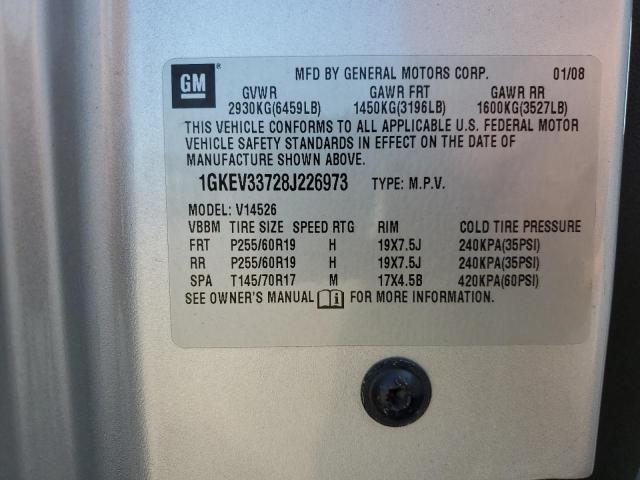 GM ® MFD BY GENERAL MOTORS CORP. 01/08
GVWR GAWR FRT GAWR RR
2930KG(6459LB) 1450KG(3196LB) 1600KG(3527LB)
THIS VEHICLE CONFORMS TO ALL APPLICABLE U.S. FEDERAL MOTOR
VEHICLE SAFETY STANDARDS IN EFFECT ON THE DATE OF
MANUFACTURE SHOWN ABOVE.
1GKEV33728J226973 TYPE: M.P.V.
MODEL: V14526
VBBM TIRE SIZE SPEED RTG RIM COLD TIRE PRESSURE
FRT P255/60R19 H 19X7.5J 240KPA(35PSI)
RR P255/60R19 H 19X7.5J 240KPA(35PSI)
SPA T145/70R17 M 17X4.5B 420KPA(60PSI)
SEE OWNER'S MANUAL FOR MORE INFORMATION.